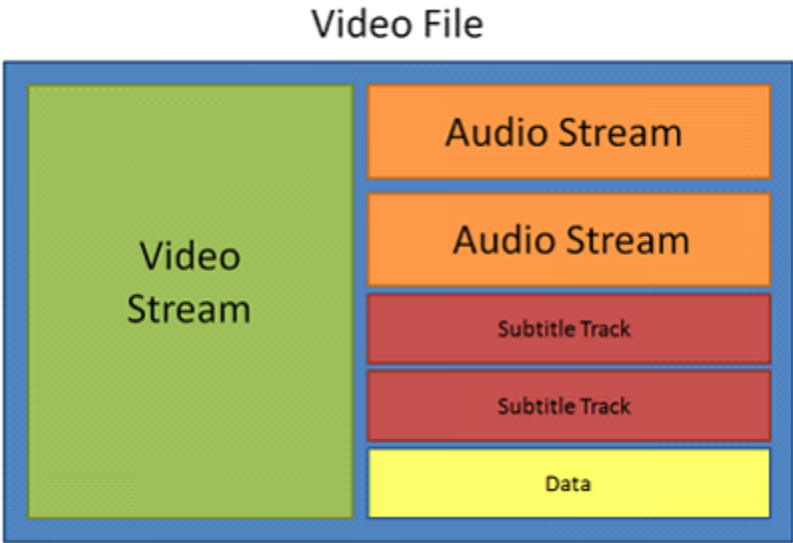 Video File
Video
Stream
Audio Stream
Audio Stream
Subtitle Track
Subtitle Track
Data